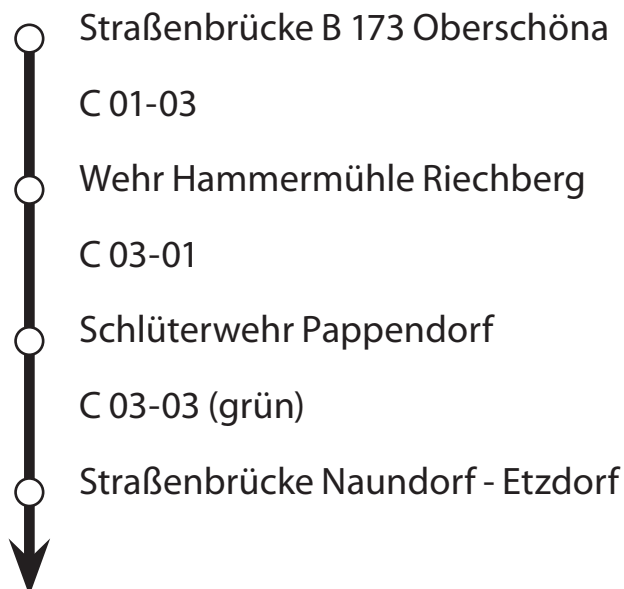 Straßenbrücke B 173 Oberschöna
C 01-03
Wehr Hammermühle Riechberg
C 03-01
Schlüterwehr Pappendorf
C 03-03 (grün)
Straßenbrücke Naundorf - Etzdorf